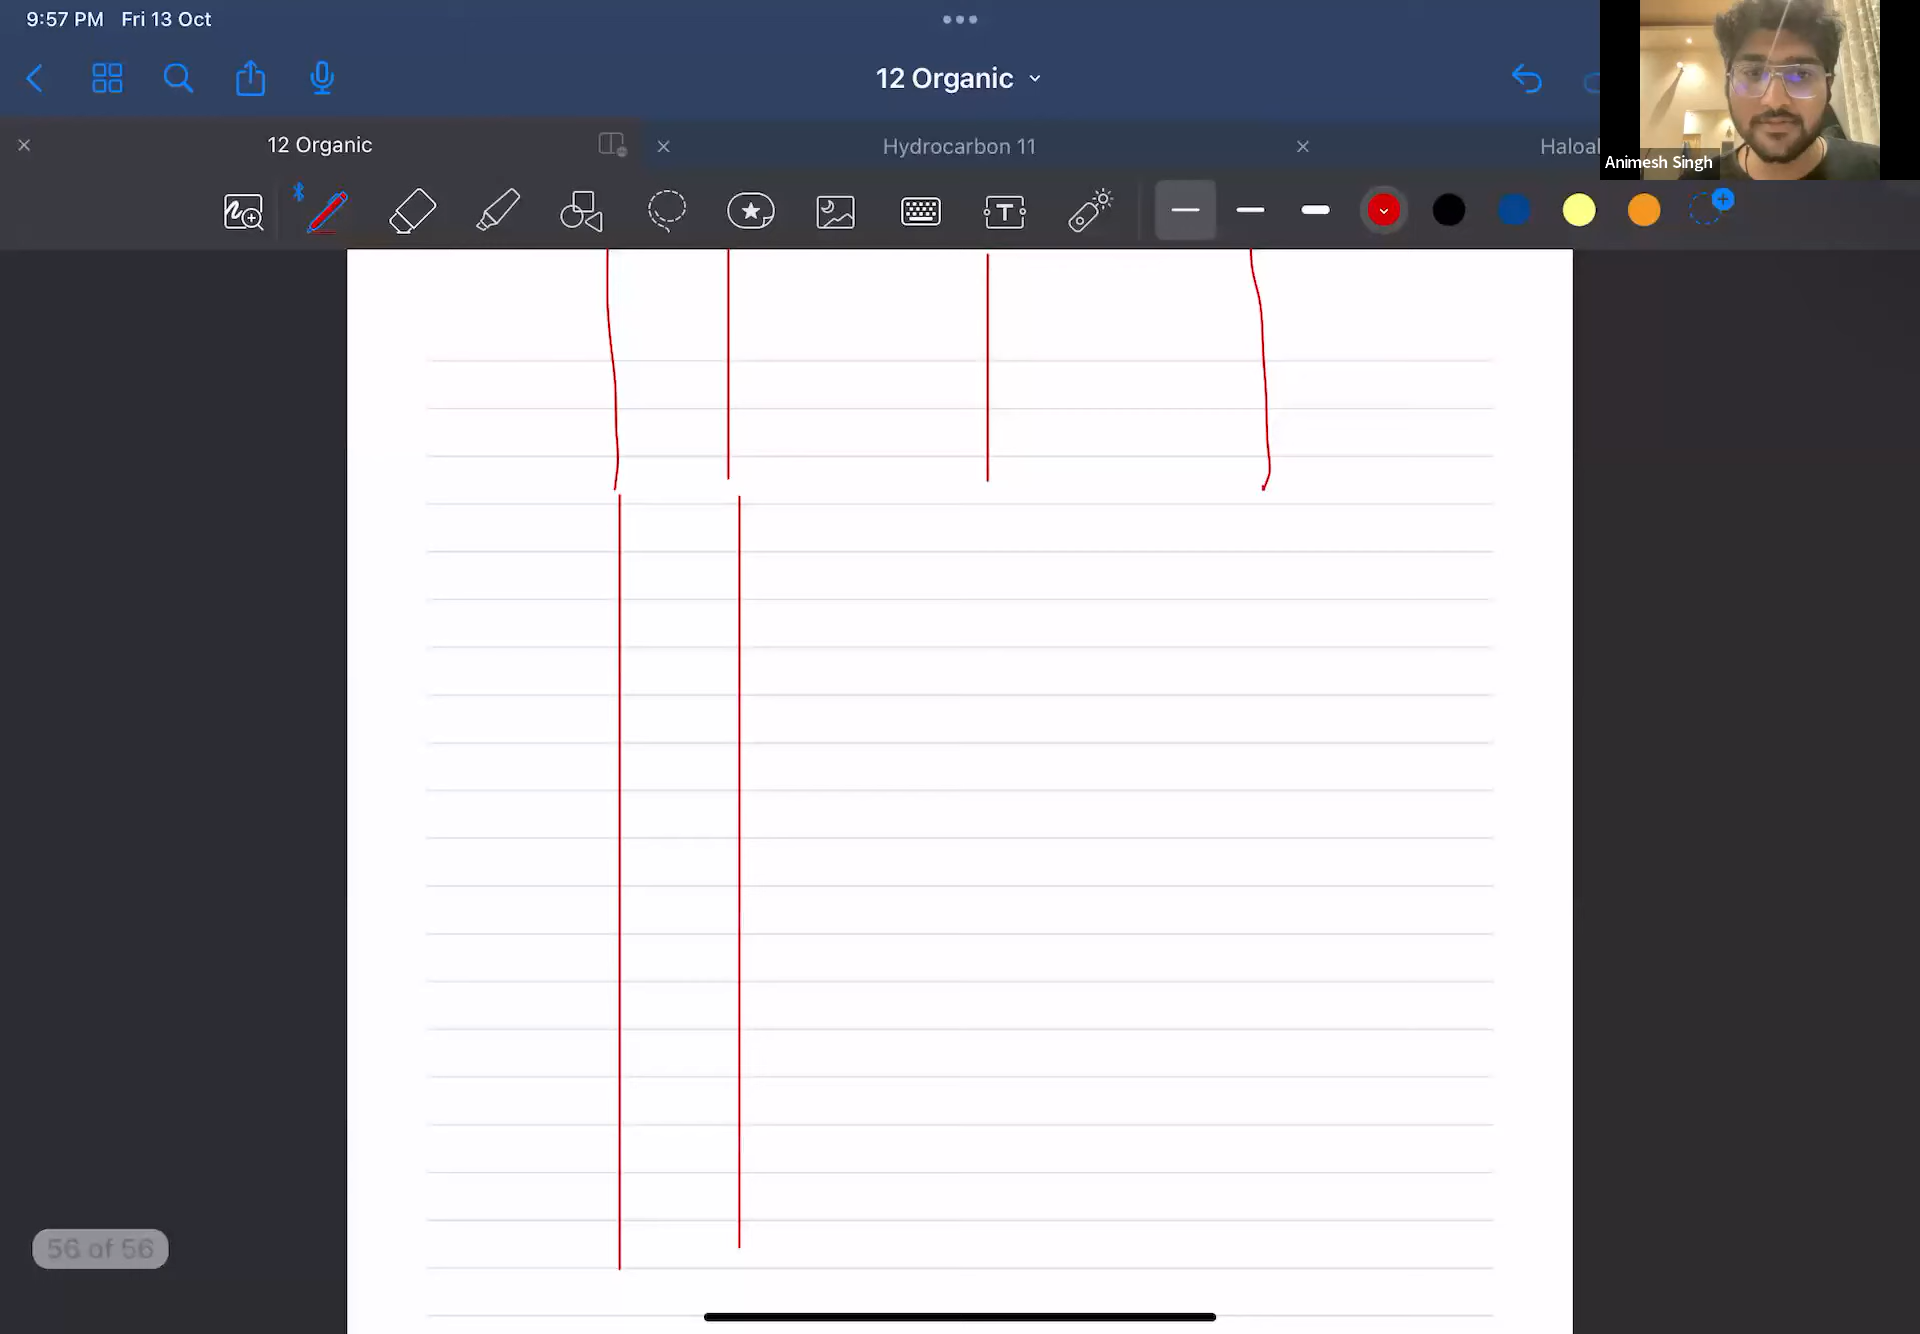 9:57 PM Fri 13 Oct
12 Organic
12 Organic
Hydrocarbon 11
Haloal
Animesh Singh
T
56 of 56